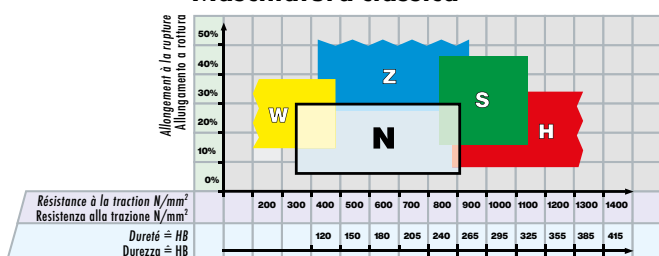 50%
40%
30%
20%
10%
0%
Allongement à la rupture
Allungamento a rottura
W
Z
S
N
H
Résistance à la traction N/mm²
Resistenza alla trazione N/mm²
200 300 400 500 600 700 800 900 1000 1100 1200 1300 1400
Dureté ≙ HB
Durezza ≙ HB
120 150 180 205 240 265 295 325 355 385 415